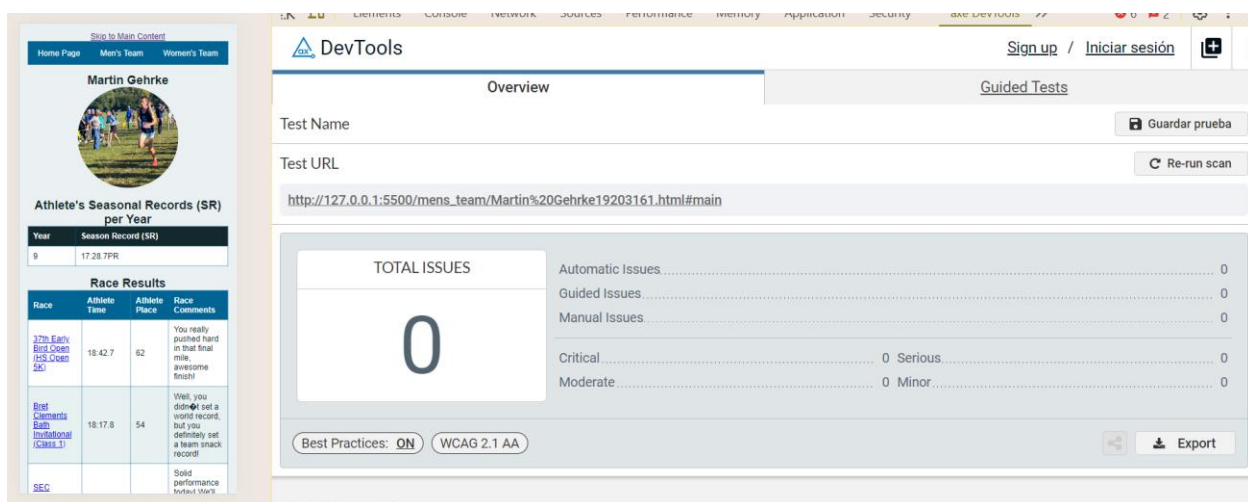 Elements Console Network Sources Performance Memory Application Security axe DevTools >> 6 2
Skip to Main Content
Home Page Men's Team Women's Team
Martin Gehrke
Athlete's Seasonal Records (SR)
per Year
Year Season Record (SR)
9 17:28.7PR
Race Results
Race Athlete Time Athlete Place Race Comments
37th Early
Bird Open
(HS Open
5K)
18:42.7
62
You really
pushed hard
in that final
mile,
awesome
finish!
Bret
Clements
Bath
Invitational
(Class 1)
18:17.8
54
Well, you
didn�t set a
world record,
but you
definitely set
a team snack
record!
SEC
Solid
performance
today! We'll
ax DevTools
Sign up / Iniciar sesión
Overview
Guided Tests
Test Name
Guardar prueba
Test URL
Re-run scan
http://127.0.0.1:5500/mens_team/Martin%20Gehrke19203161.html#main
TOTAL ISSUES
0
Automatic Issues 0
Guided Issues 0
Manual Issues 0
Critical 0 Serious 0
Moderate 0 Minor 0
Best Practices: ON WCAG 2.1 AA
Export